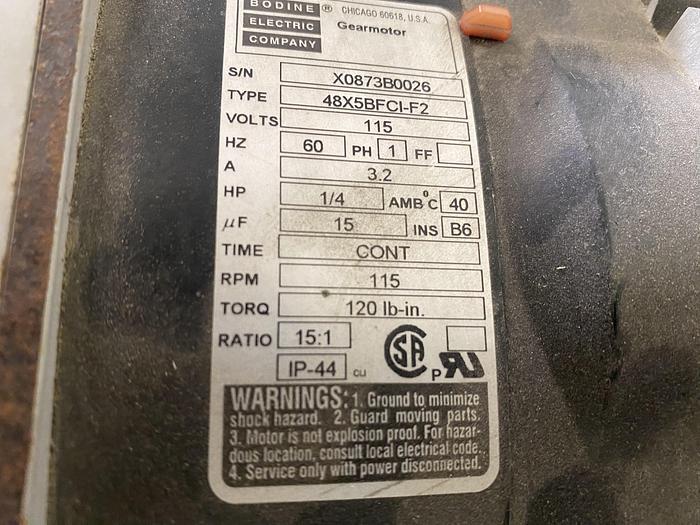 BODINE ® CHICAGO 60618, U.S.A.
ELECTRIC Gearmotor
COMPANY
S/N X0873B0026
TYPE 48X5BFCI-F2
VOLTS 115
HZ 60 PH 1 FF
A 3.2
HP 1/4 AMB°C 40
µF 15 INS B6
TIME CONT
RPM 115
TORQ 120 lb-in.
RATIO 15:1
IP-44 cu SA P RU
WARNINGS: 1. Ground to minimize
shock hazard. 2. Guard moving parts.
3. Motor is not explosion proof. For hazar-
dous location, consult local electrical code.
4. Service only with power disconnected.